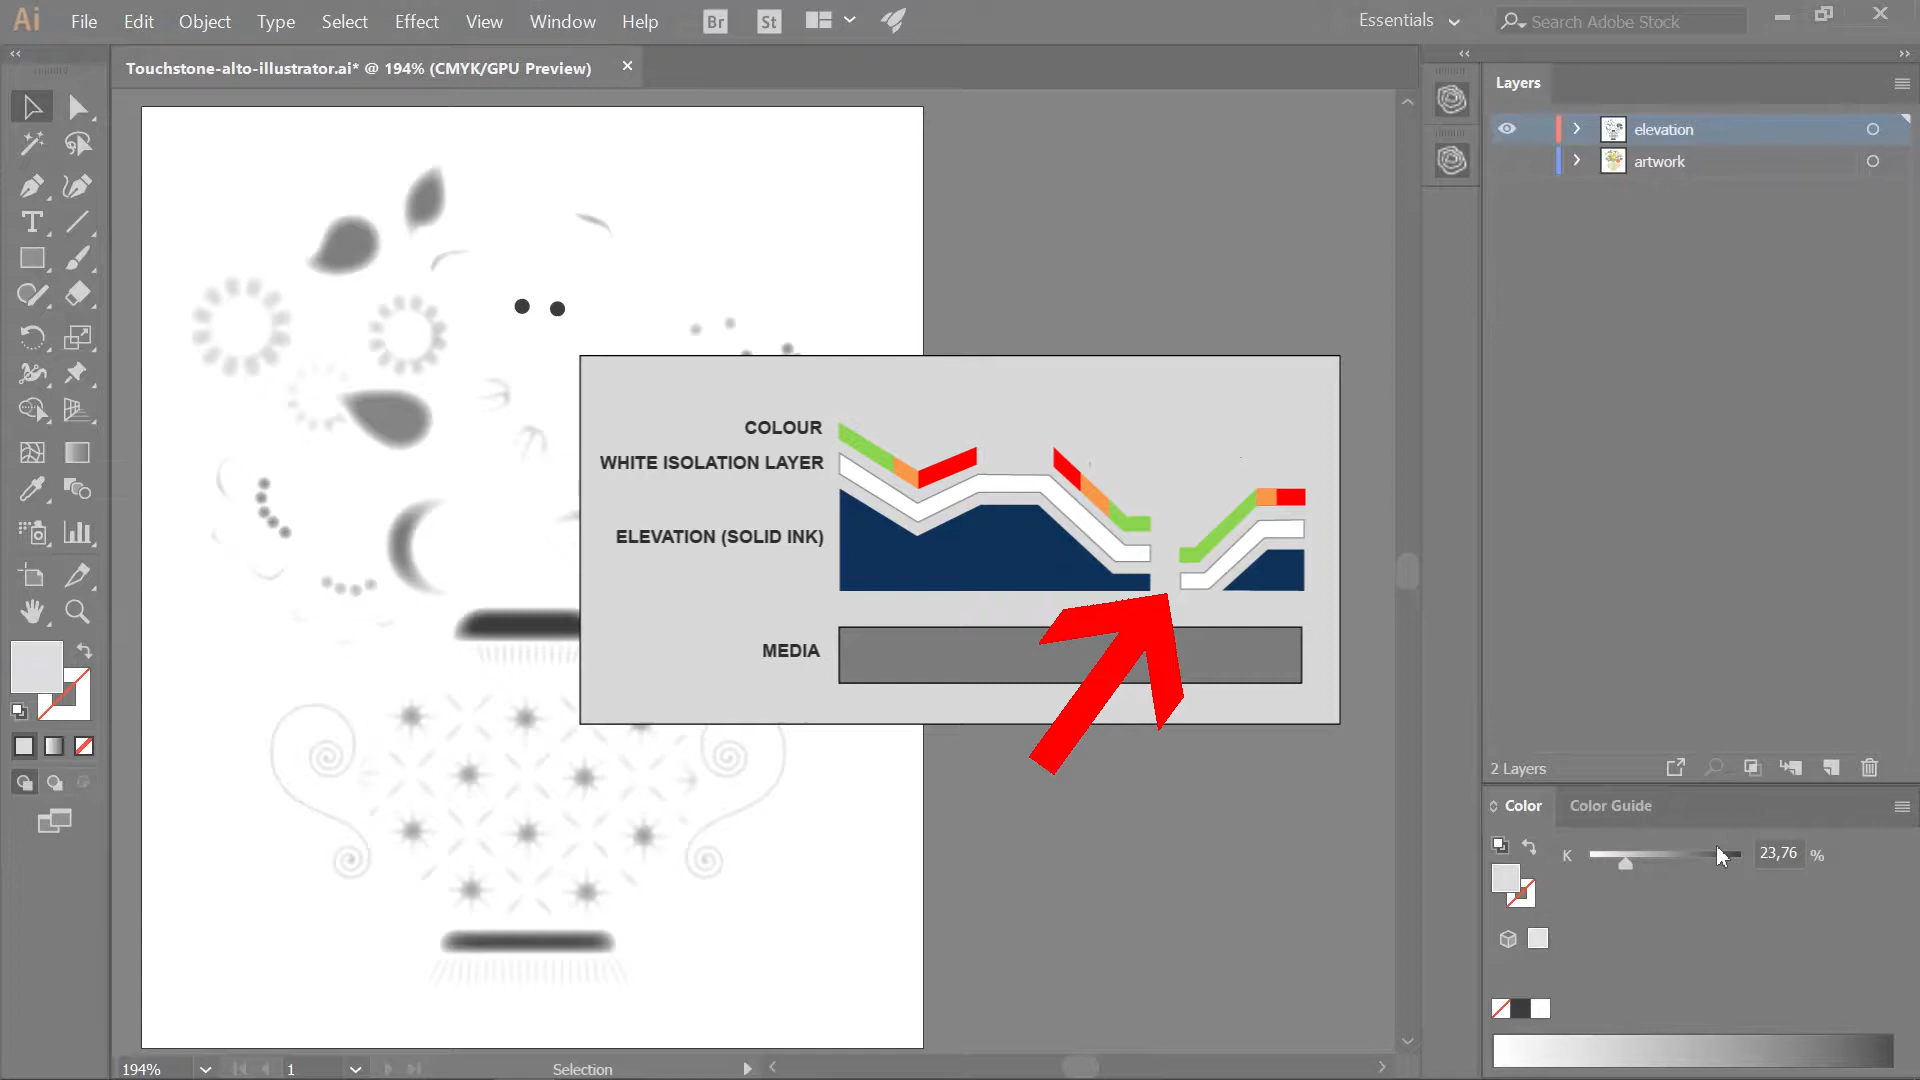 Ai File Edit Object Type Select Effect View Window Help Br St Essentials Search Adobe Stock
Touchstone-alto-illustrator.ai* @ 194% (CMYK/GPU Preview)
Layers
elevation
artwork
COLOUR
WHITE ISOLATION LAYER
ELEVATION (SOLID INK)
MEDIA
2 Layers
Color Color Guide
K 23,76 %
194% 1 Selection